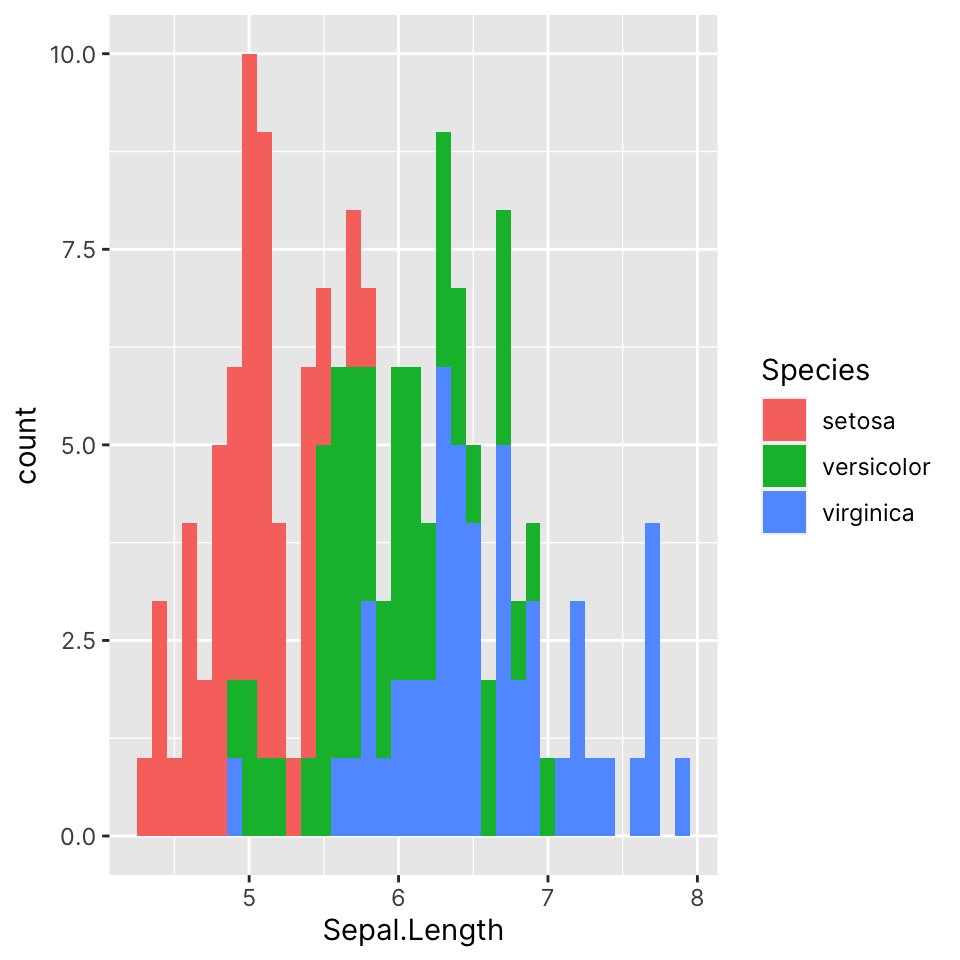 10.0
7.5
5.0
2.5
0.0
count
5 6 7 8
Sepal.Length
Species
setosa
versicolor
virginica